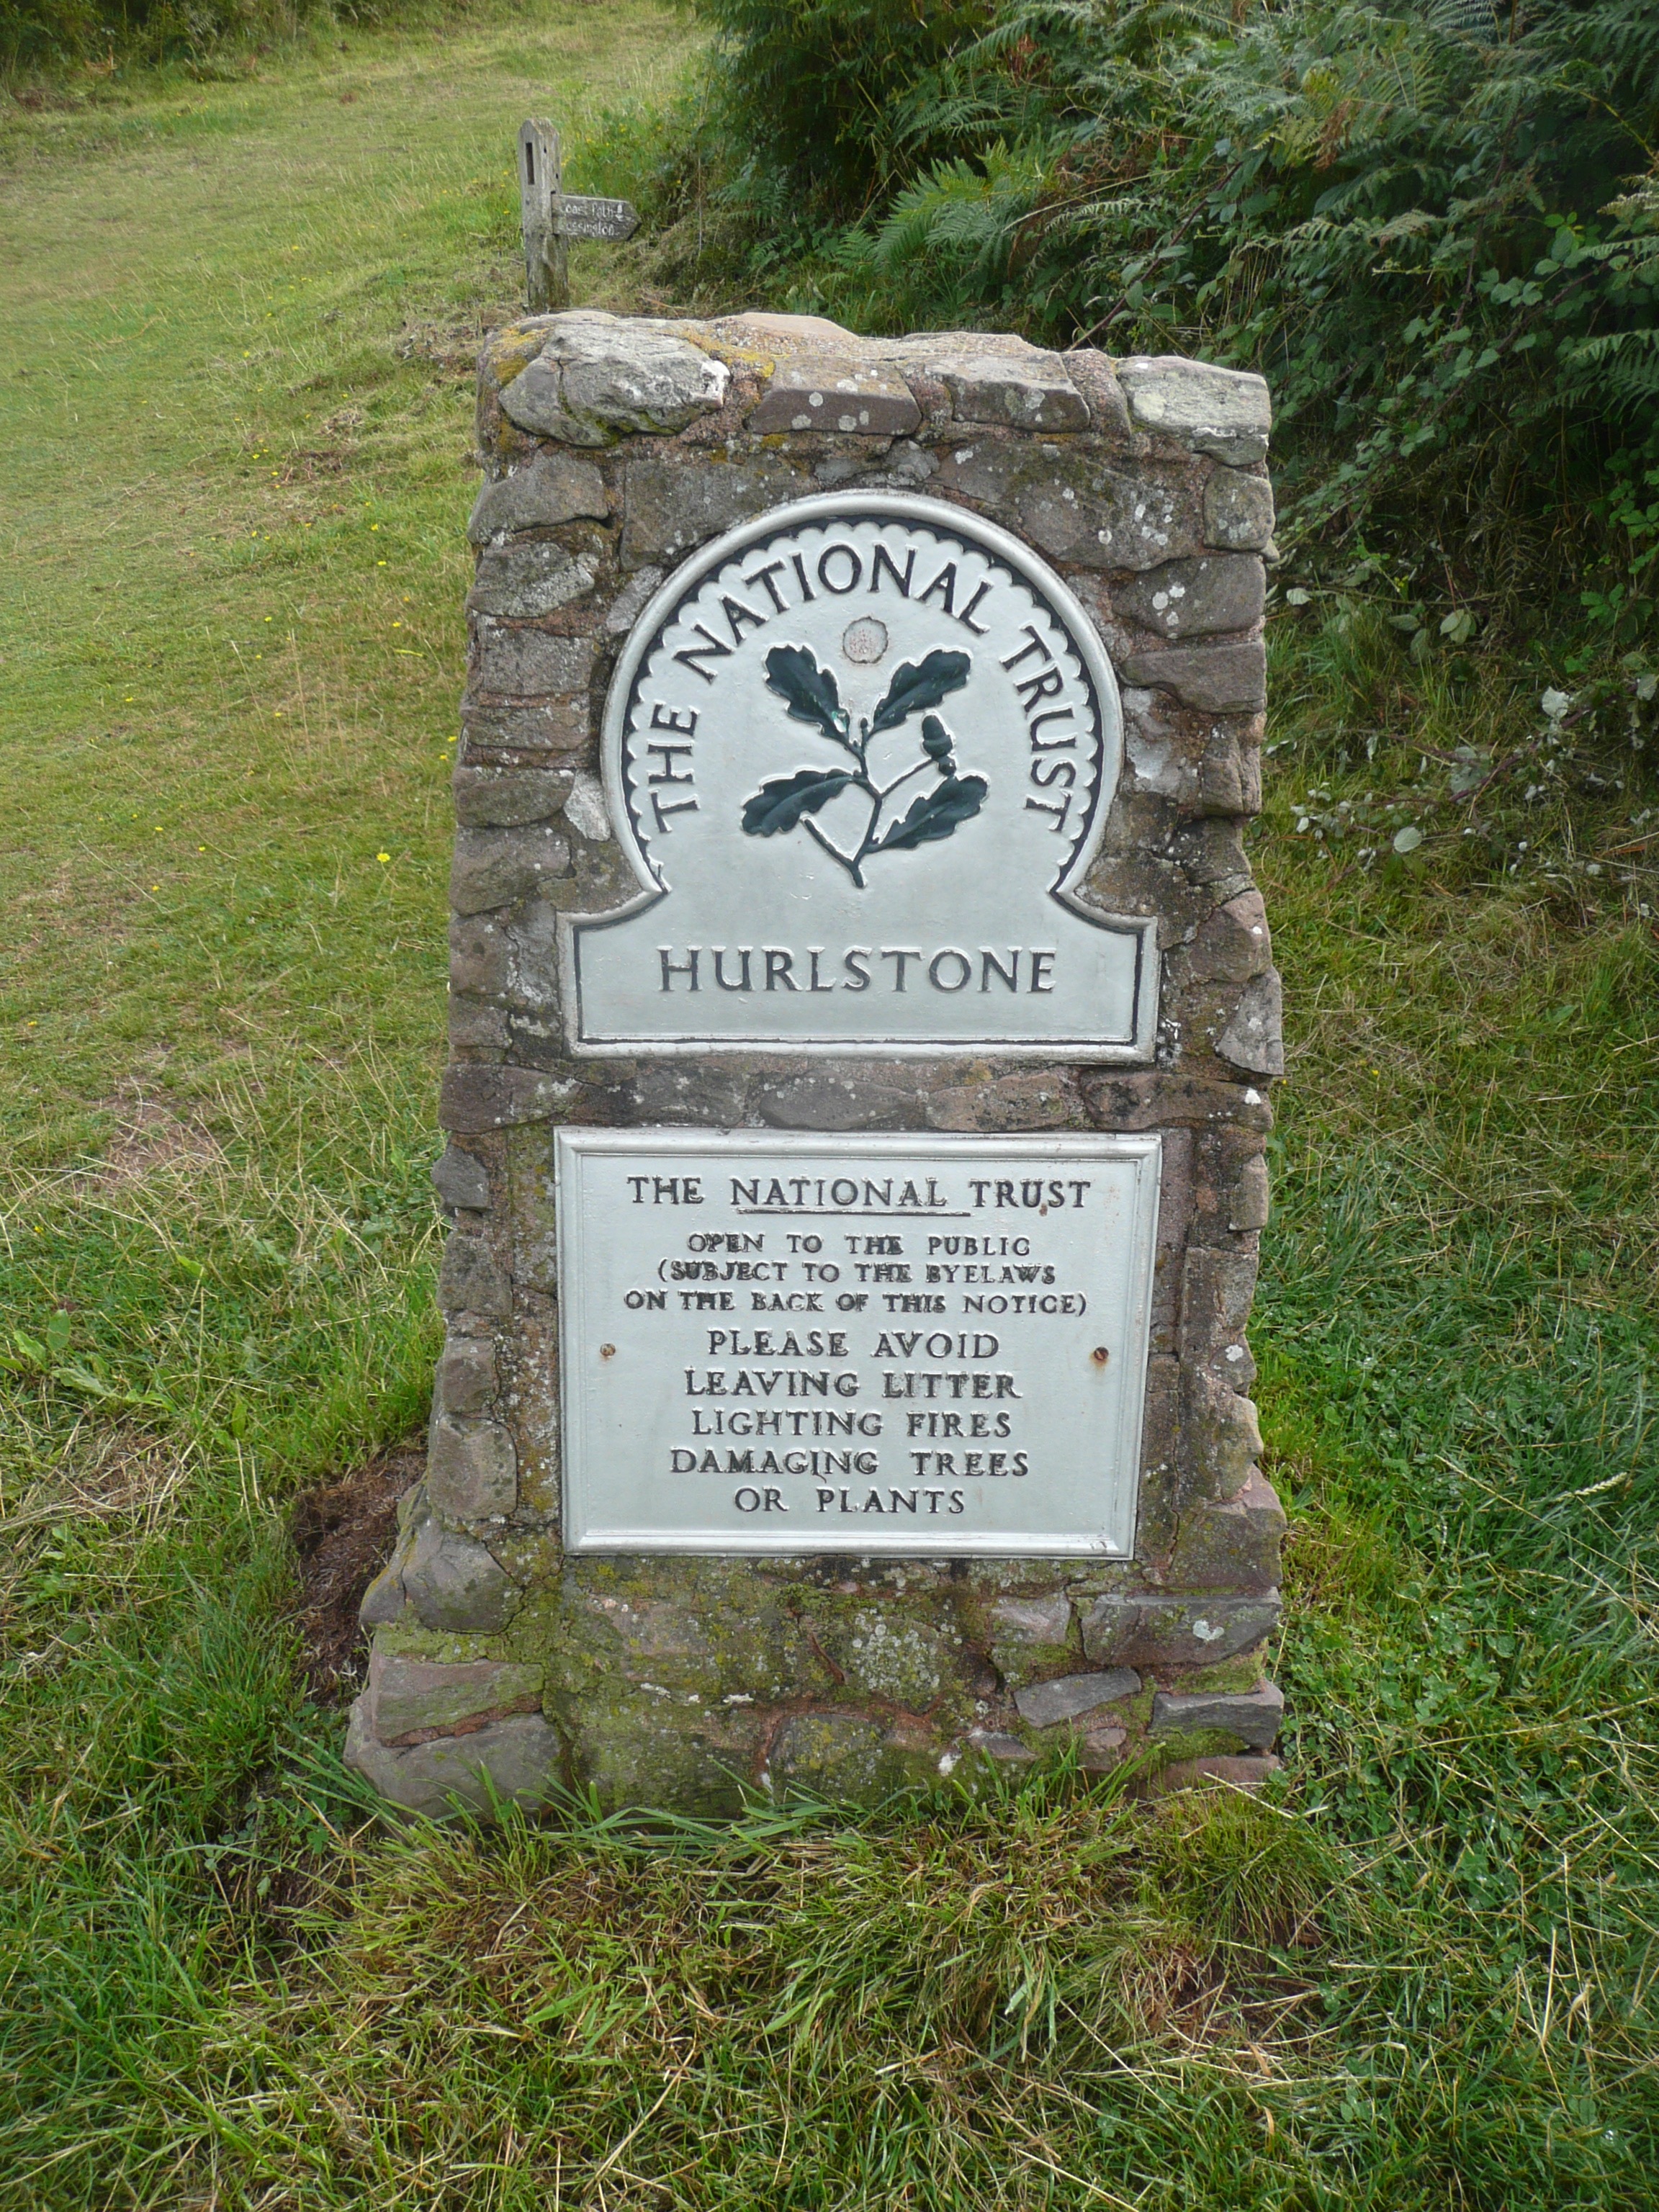 THE NATIONAL TRUST
HURLSTONE
THE NATIONAL TRUST
OPEN TO THE PUBLIC
(SUBJECT TO THE BYELAWS
ON THE BACK OF THIS NOTICE)
PLEASE AVOID
LEAVING LITTER
LIGHTING FIRES
DAMAGING TREES
OR PLANTS